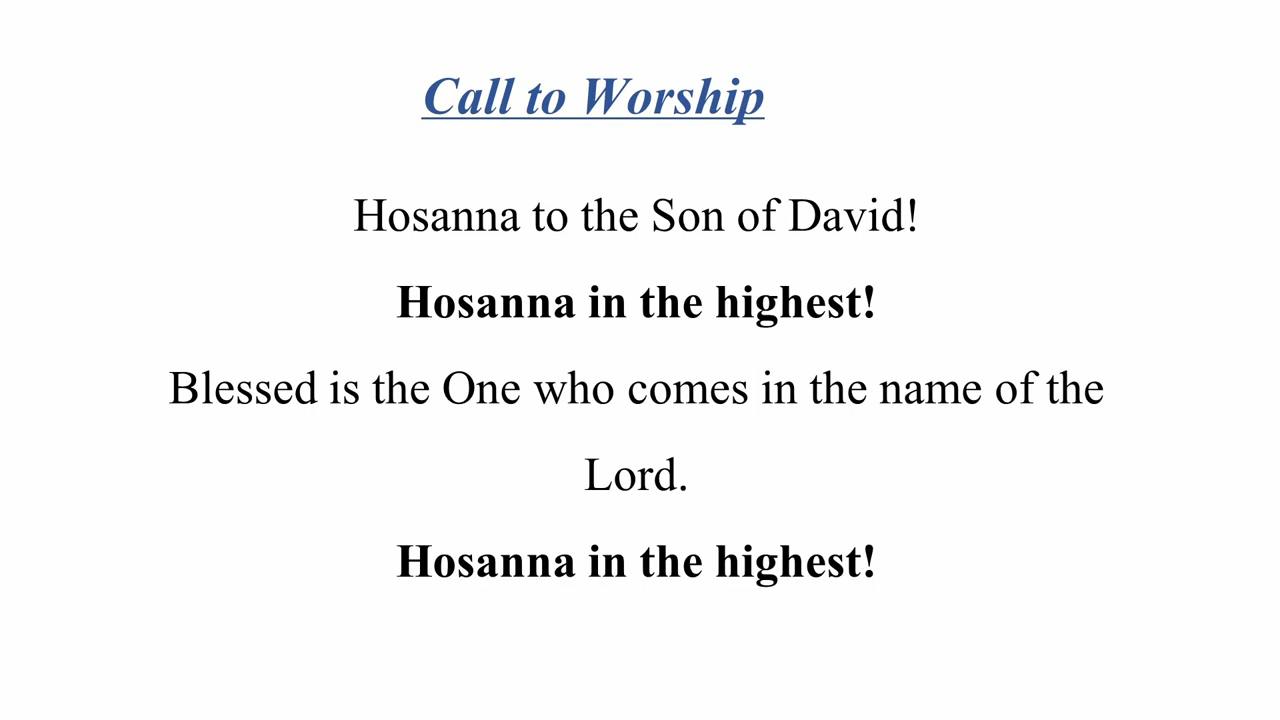 Call to Worship
Hosanna to the Son of David!
Hosanna in the highest!
Blessed is the One who comes in the name of the
Lord.
Hosanna in the highest!